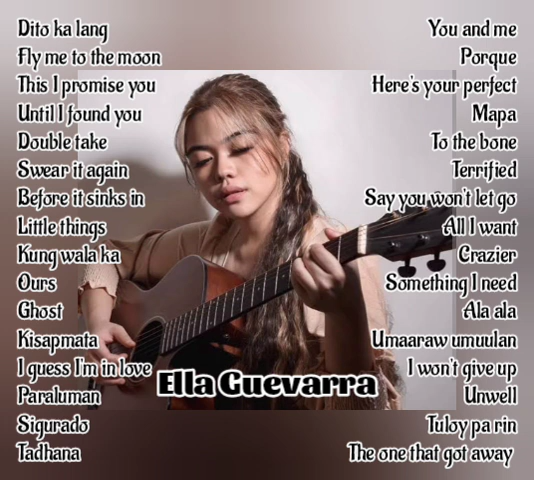 Dito ka lang
Fly me to the moon
This I promise you
Until I found you
Double take
Swear it again
Before it sinks in
Little things
Kung wala ka
Ours
Ghost
Kisapmata
I guess I'm in love
Paraluman
Sigurado
Tadhana
You and me
Porque
Here's your perfect
Mapa
To the bone
Terrified
Say you won't let go
All I want
Crazier
Something I need
Ala ala
Umaaraw umuulan
I won't give up
Unwell
Tuloy pa rin
The one that got away
Ella Guevarra